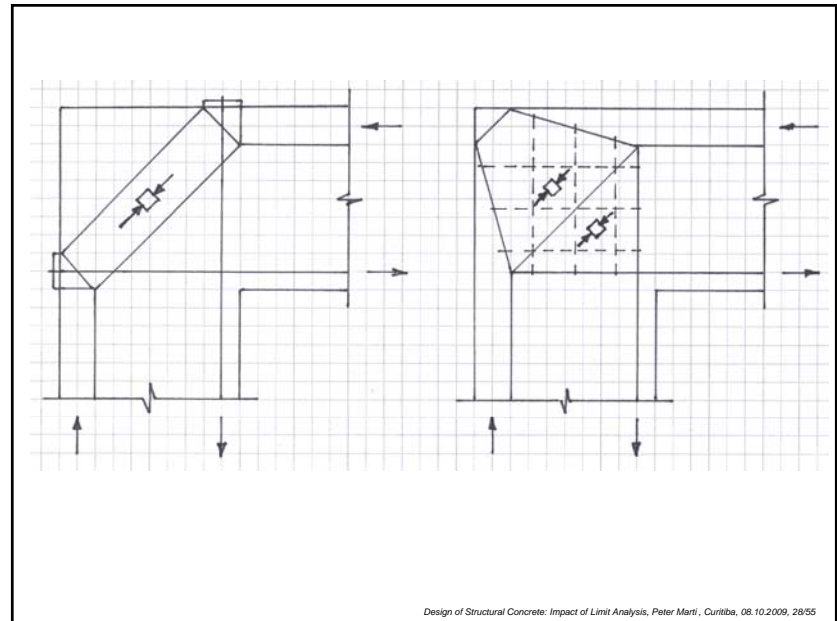 Design of Structural Concrete: Impact of Limit Analysis, Peter Marti , Curitiba, 08.10.2009, 28/55